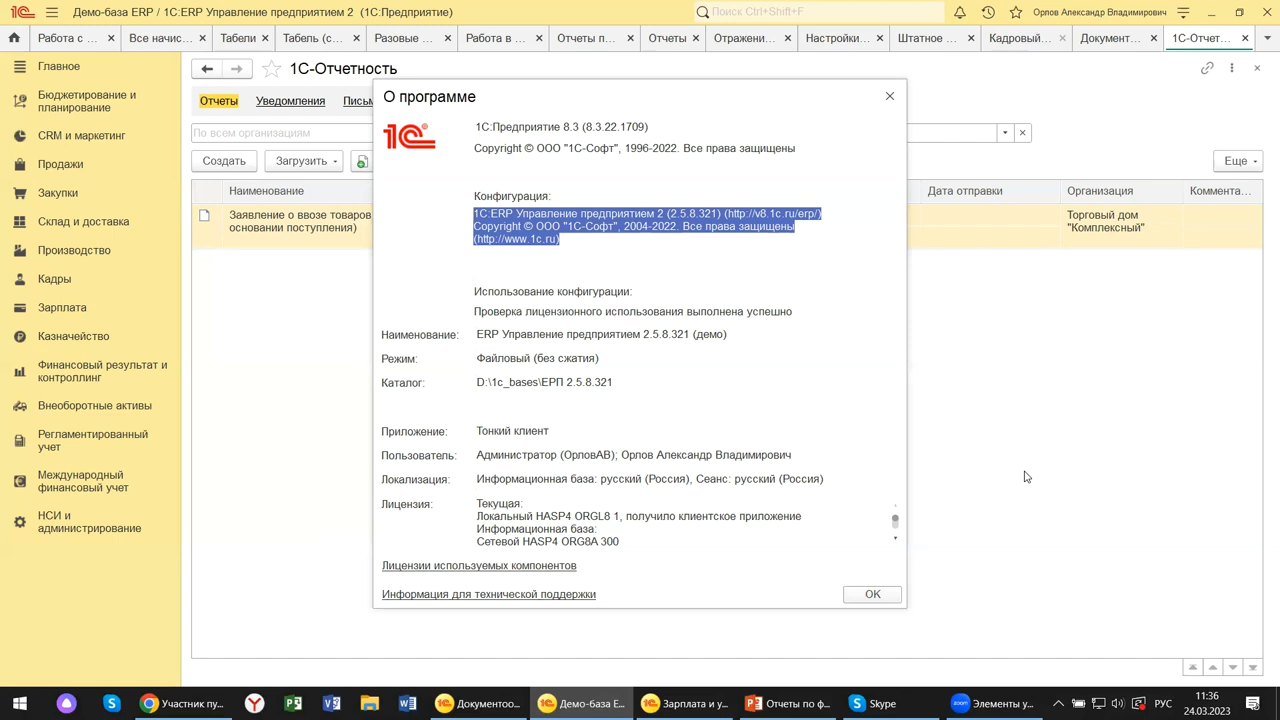 1С Демо-база ERP / 1С:ERP Управление предприятием 2 (1С:Предприятие)
Поиск Ctrl+Shift+F
Орлов Александр Владимирович
Работа с ...
Все начис...
Табели
Табель (с...
Разовые ...
Работа в ...
Отчеты п...
Отчеты
Отражени...
Настройки...
Штатное ...
Кадровый...
Документ...
1С-Отчет...
Главное
Бюджетирование и
планирование
CRM и маркетинг
Продажи
Закупки
Склад и доставка
Производство
Кадры
Зарплата
Казначейство
Финансовый результат и
контроллинг
Внеоборотные активы
Регламентированный
учет
Международный
финансовый учет
НСИ и
администрирование
1С-Отчетность
Отчеты
Уведомления
По всем организациям
Создать
Загрузить
Еще
Наименование
Дата отправки
Организация
Коммента...
Заявление о ввозе товаров
основании поступления)
Торговый дом
"Комплексный"
О программе
1С
1С:Предприятие 8.3 (8.3.22.1709)
Copyright © ООО "1С-Софт", 1996-2022. Все права защищены
Конфигурация:
1С:ERP Управление предприятием 2 (2.5.8.321) (http://v8.1c.ru/erp/)
Copyright © ООО "1С-Софт", 2004-2022. Все права защищены
(http://www.1c.ru)
Использование конфигурации:
Проверка лицензионного использования выполнена успешно
Наименование: ERP Управление предприятием 2.5.8.321 (демо)
Режим: Файловый (без сжатия)
Каталог: D:\1c_bases\ЕРП 2.5.8.321
Приложение: Тонкий клиент
Пользователь: Администратор (ОрловАВ); Орлов Александр Владимирович
Локализация: Информационная база: русский (Россия), Сеанс: русский (Россия)
Лицензия: Текущая:
Локальный HASP4 ORGL8 1, получило клиентское приложение
Информационная база:
Сетевой HASP4 ORG8A 300
Лицензии используемых компонентов
Информация для технической поддержки
OK
Участник пу...
Документоо...
Демо-база E...
Зарплата и у...
Отчеты по ф...
Skype
Элементы у...
РУС
11:36
24.03.2023